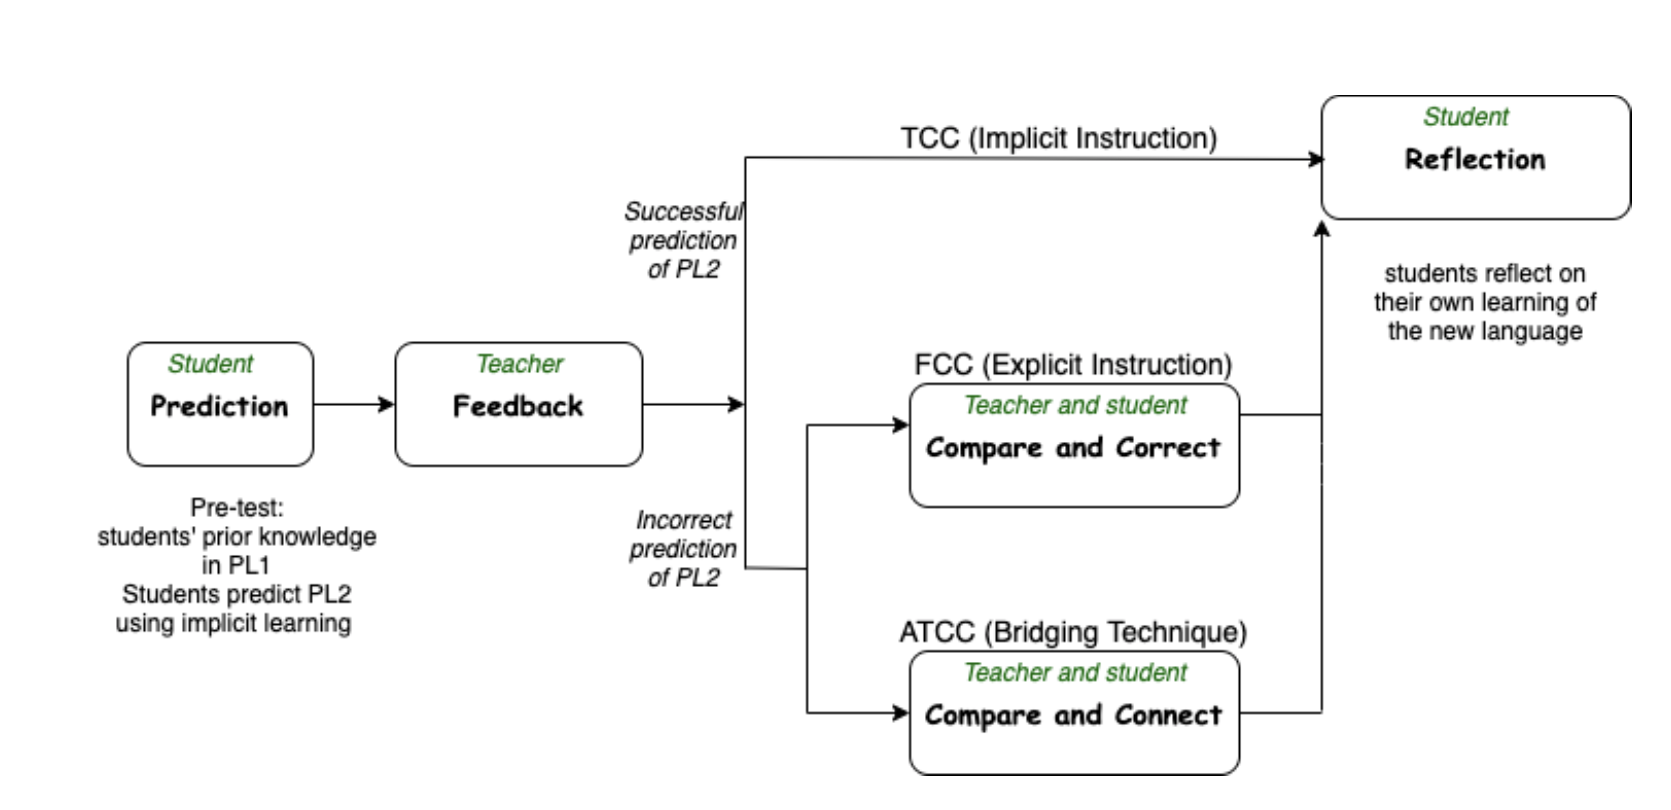 Student
Prediction
Pre-test:
students' prior knowledge
in PL1
Students predict PL2
using implicit learning
Teacher
Feedback
Successful
prediction
of PL2
Incorrect
prediction
of PL2
TCC (Implicit Instruction)
FCC (Explicit Instruction)
Teacher and student
Compare and Correct
ATCC (Bridging Technique)
Teacher and student
Compare and Connect
Student
Reflection
students reflect on
their own learning of
the new language